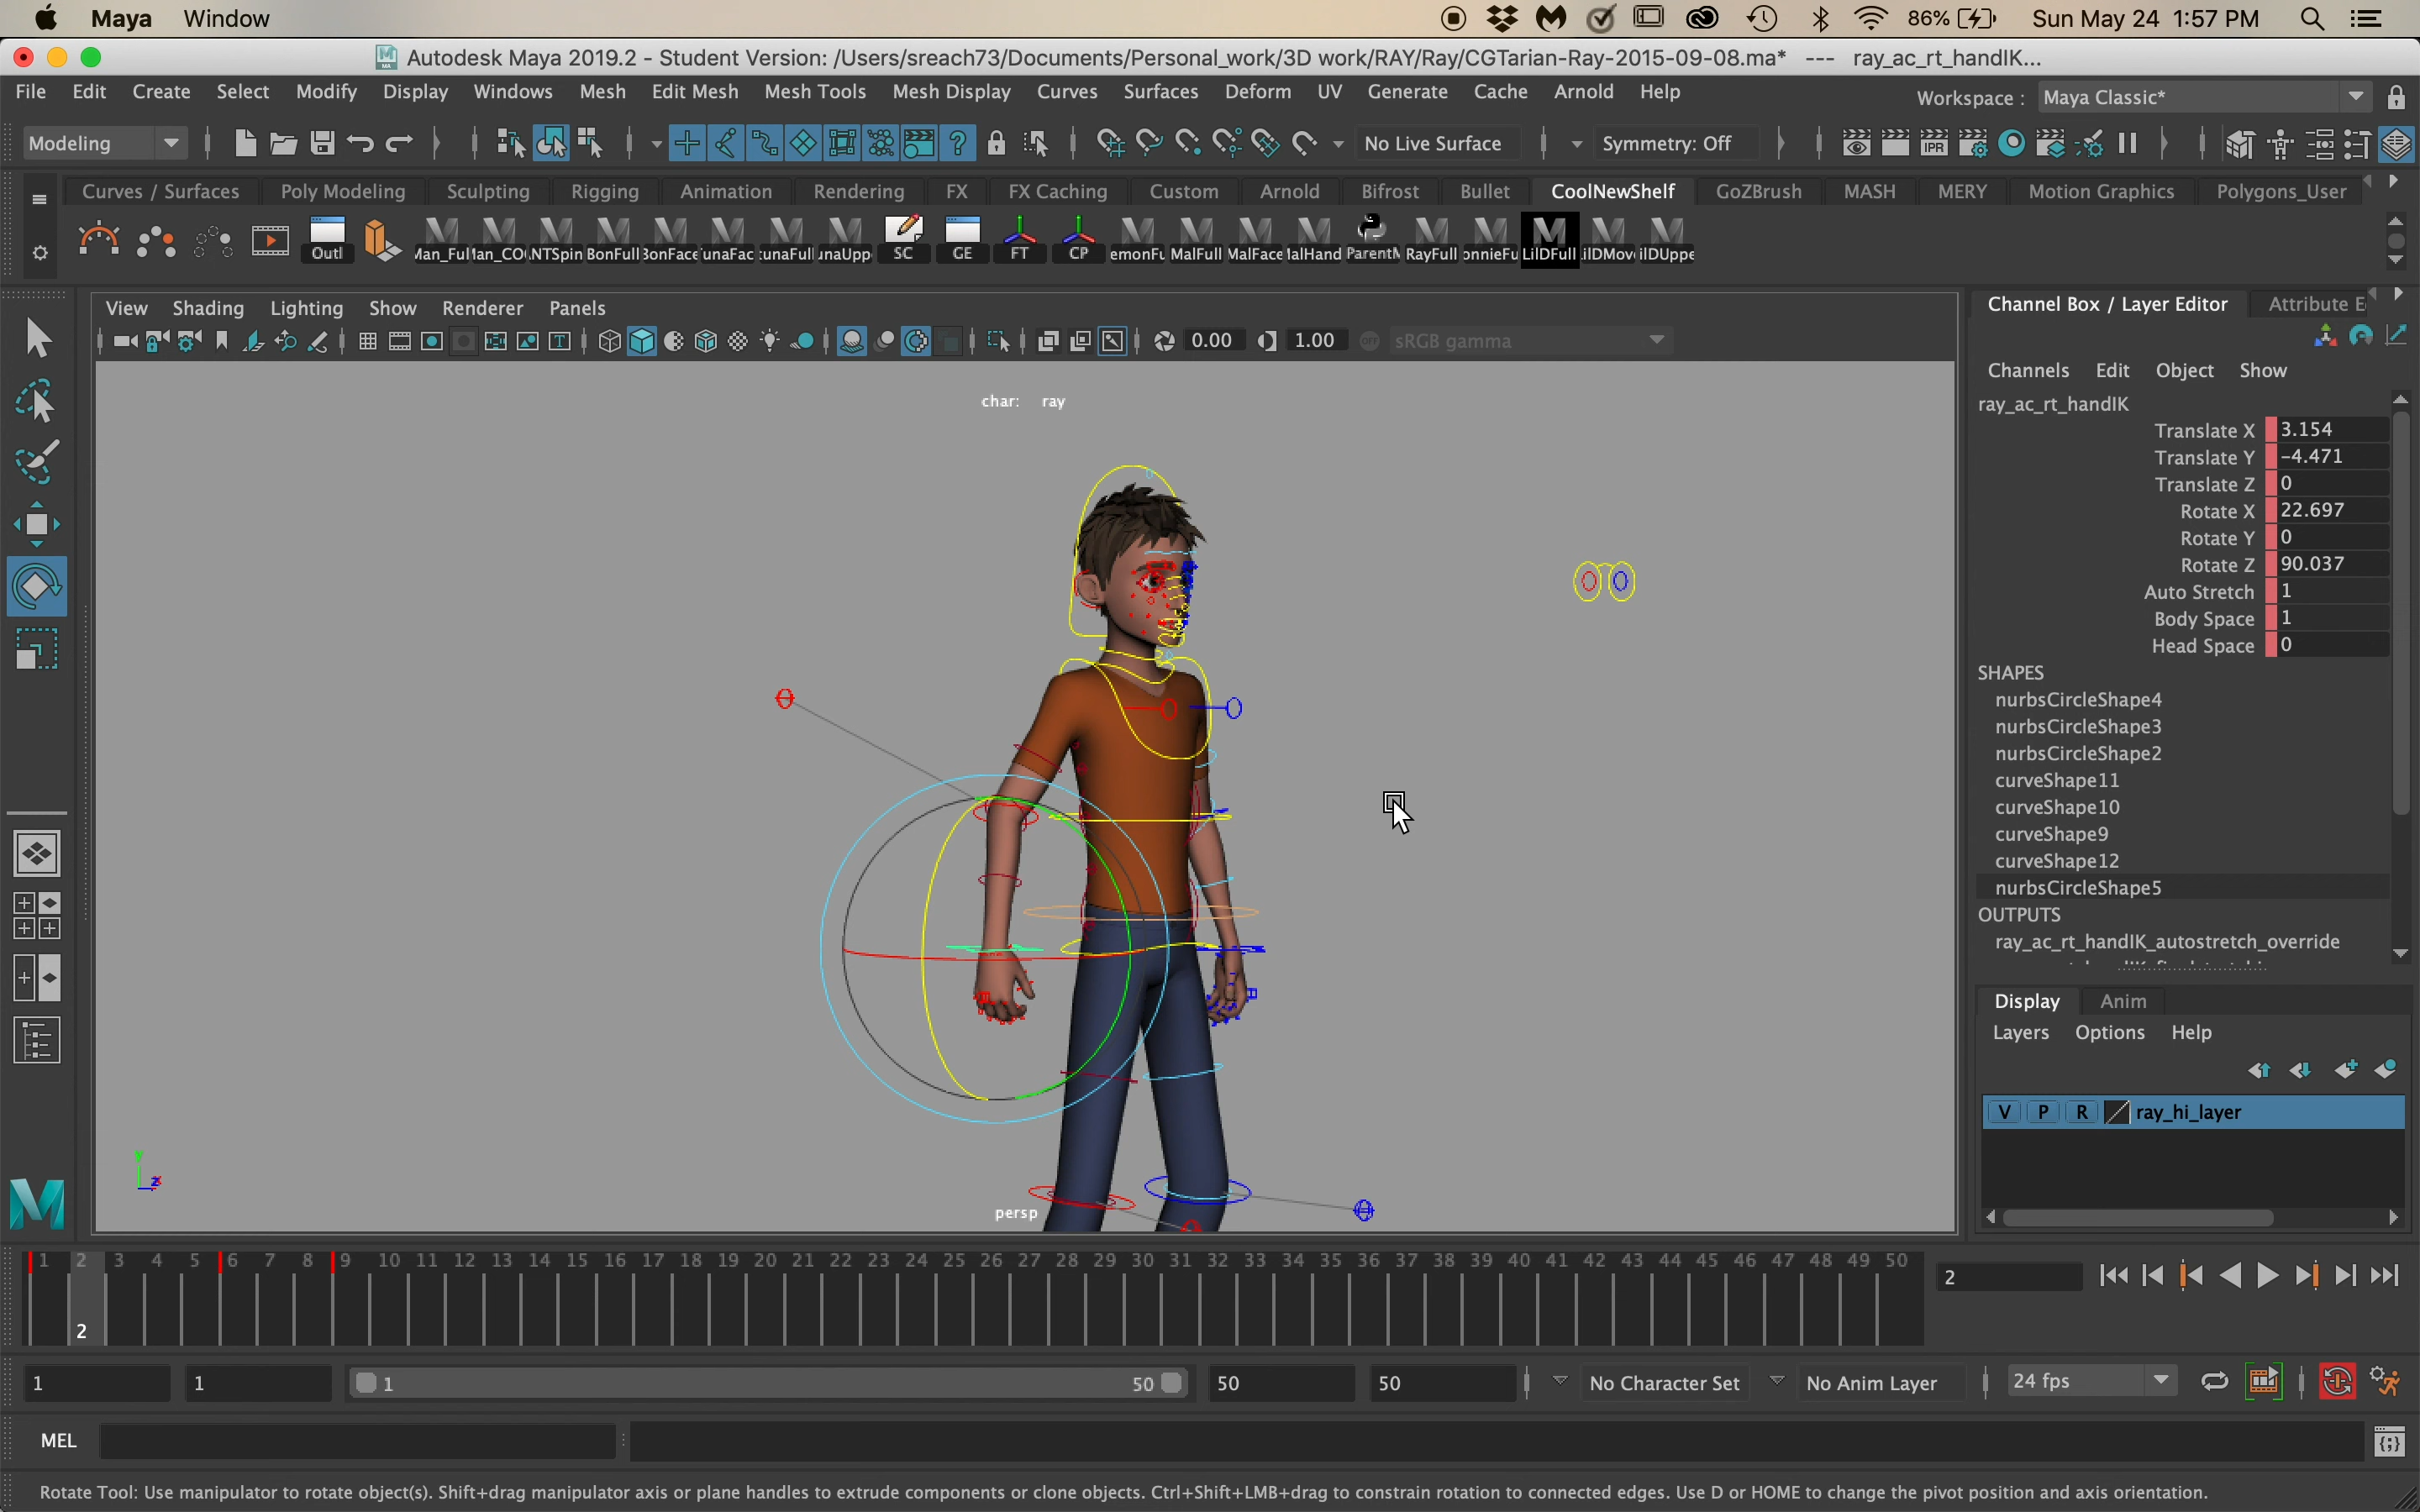 Maya Window 86% Sun May 24 1:57 PM
Autodesk Maya 2019.2 - Student Version: /Users/sreach73/Documents/Personal_work/3D work/RAY/Ray/CGTarian-Ray-2015-09-08.ma* --- ray_ac_rt_handIK...
File Edit Create Select Modify Display Windows Mesh Edit Mesh Mesh Tools Mesh Display Curves Surfaces Deform UV Generate Cache Arnold Help Workspace : Maya Classic*
Modeling No Live Surface Symmetry: Off IPR
Curves / Surfaces Poly Modeling Sculpting Rigging Animation Rendering FX FX Caching Custom Arnold Bifrost Bullet CoolNewShelf GoZBrush MASH MERY Motion Graphics Polygons_User
Outl NTSpin BonFull BonFace SC GE FT CP MalFull MalFace RayFull LilDFull
View Shading Lighting Show Renderer Panels
0.00 1.00 sRGB gamma
char: ray
persp
Channel Box / Layer Editor Attribute E
Channels Edit Object Show
ray_ac_rt_handIK
Translate X 3.154
Translate Y -4.471
Translate Z 0
Rotate X 22.697
Rotate Y 0
Rotate Z 90.037
Auto Stretch 1
Body Space 1
Head Space 0
SHAPES
nurbsCircleShape4
nurbsCircleShape3
nurbsCircleShape2
curveShape11
curveShape10
curveShape9
curveShape12
nurbsCircleShape5
OUTPUTS
ray_ac_rt_handIK_autostretch_override
Display Anim
Layers Options Help
V P R ray_hi_layer
1 2 3 4 5 6 7 8 9 10 11 12 13 14 15 16 17 18 19 20 21 22 23 24 25 26 27 28 29 30 31 32 33 34 35 36 37 38 39 40 41 42 43 44 45 46 47 48 49 50 2
2
1 1 1 50 50 50 No Character Set No Anim Layer 24 fps
MEL
Rotate Tool: Use manipulator to rotate object(s). Shift+drag manipulator axis or plane handles to extrude components or clone objects. Ctrl+Shift+LMB+drag to constrain rotation to connected edges. Use D or HOME to change the pivot position and axis orientation.